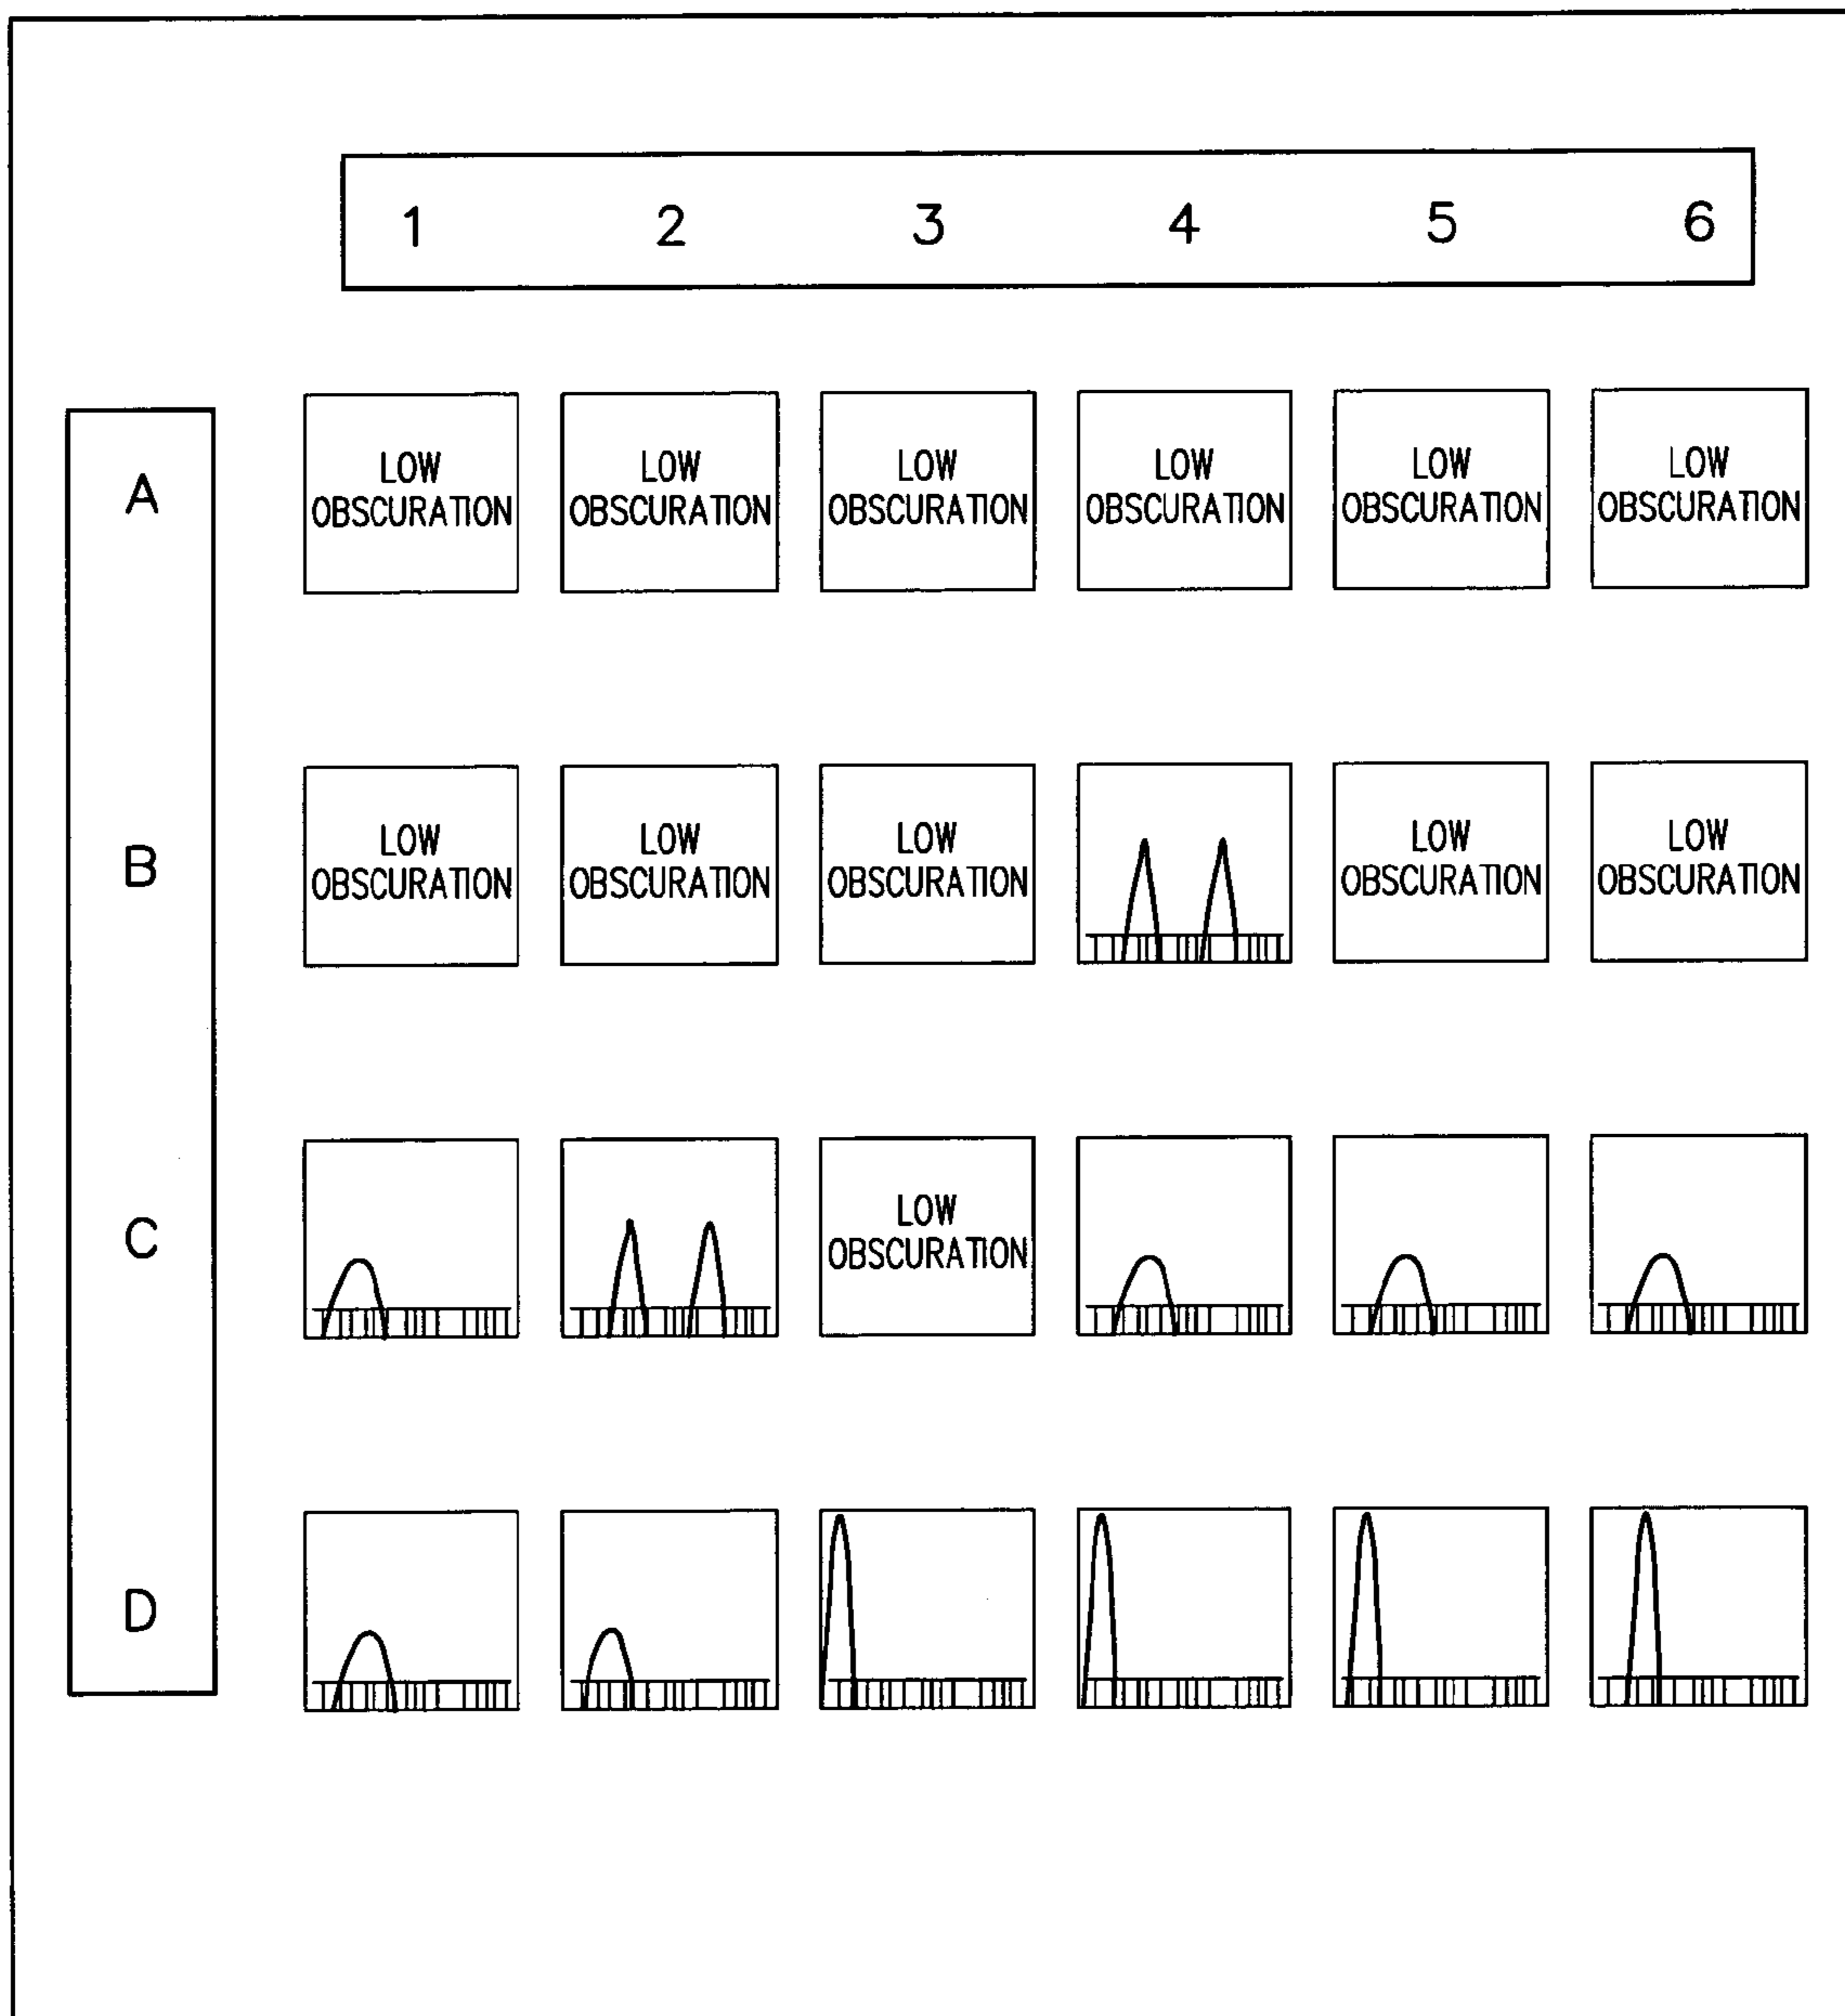 1 2 3 4 5 6
A
LOW LOW LOW LOW LOW LOW
OBSCURATION OBSCURATION OBSCURATION OBSCURATION OBSCURATION OBSCURATION
B
LOW LOW LOW LOW LOW
OBSCURATION OBSCURATION OBSCURATION OBSCURATION OBSCURATION
C
LOW
OBSCURATION
D